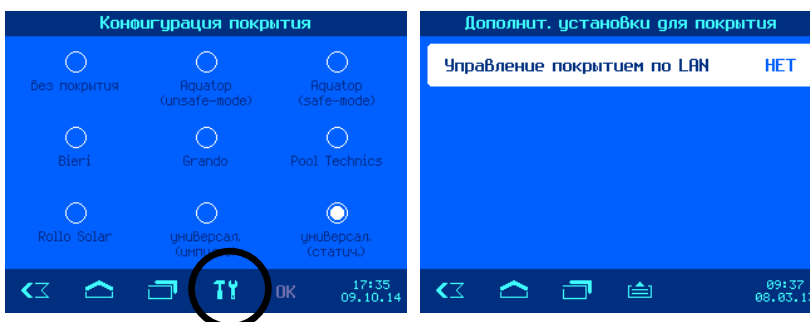 Конфигурация покрытия
без покрытия
Aquatop
(unsafe-mode)
Aquatop
(safe-mode)
Bieri
Grando
Pool Technics
Rollo Solar
универсал.
универсал.
(статич.)
OK
17:35
09.10.14
Дополнит. установки для покрытия
Управление покрытием по LAN
НЕТ
09:37